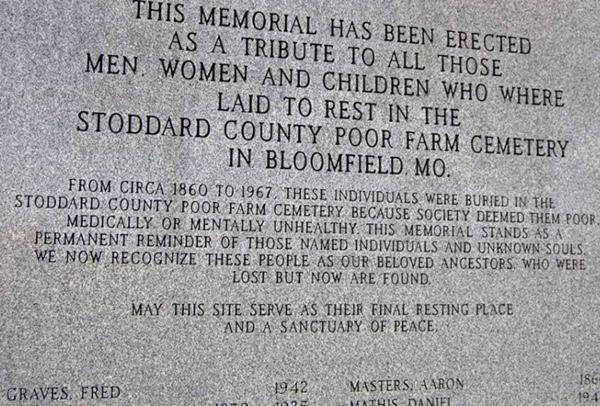 THIS MEMORIAL HAS BEEN ERECTED
AS A TRIBUTE TO ALL THOSE
MEN, WOMEN AND CHILDREN WHO WHERE
LAID TO REST IN THE
STODDARD COUNTY POOR FARM CEMETERY
IN BLOOMFIELD, MO.
FROM CIRCA 1860 TO 1967, THESE INDIVIDUALS WERE BURIED IN THE
STODDARD COUNTY POOR FARM CEMETERY, BECAUSE SOCIETY DEEMED THEM POOR,
MEDICALLY OR MENTALLY UNHEALTHY. THIS MEMORIAL STANDS AS A
PERMANENT REMINDER OF THOSE NAMED INDIVIDUALS AND UNKNOWN SOULS.
WE NOW RECOGNIZE THESE PEOPLE AS OUR BELOVED ANCESTORS, WHO WERE
LOST BUT NOW ARE FOUND.
MAY THIS SITE SERVE AS THEIR FINAL RESTING PLACE
AND A SANCTUARY OF PEACE.
GRAVES, FRED 1942 MASTERS, AARON
MATHIS, DANIEL